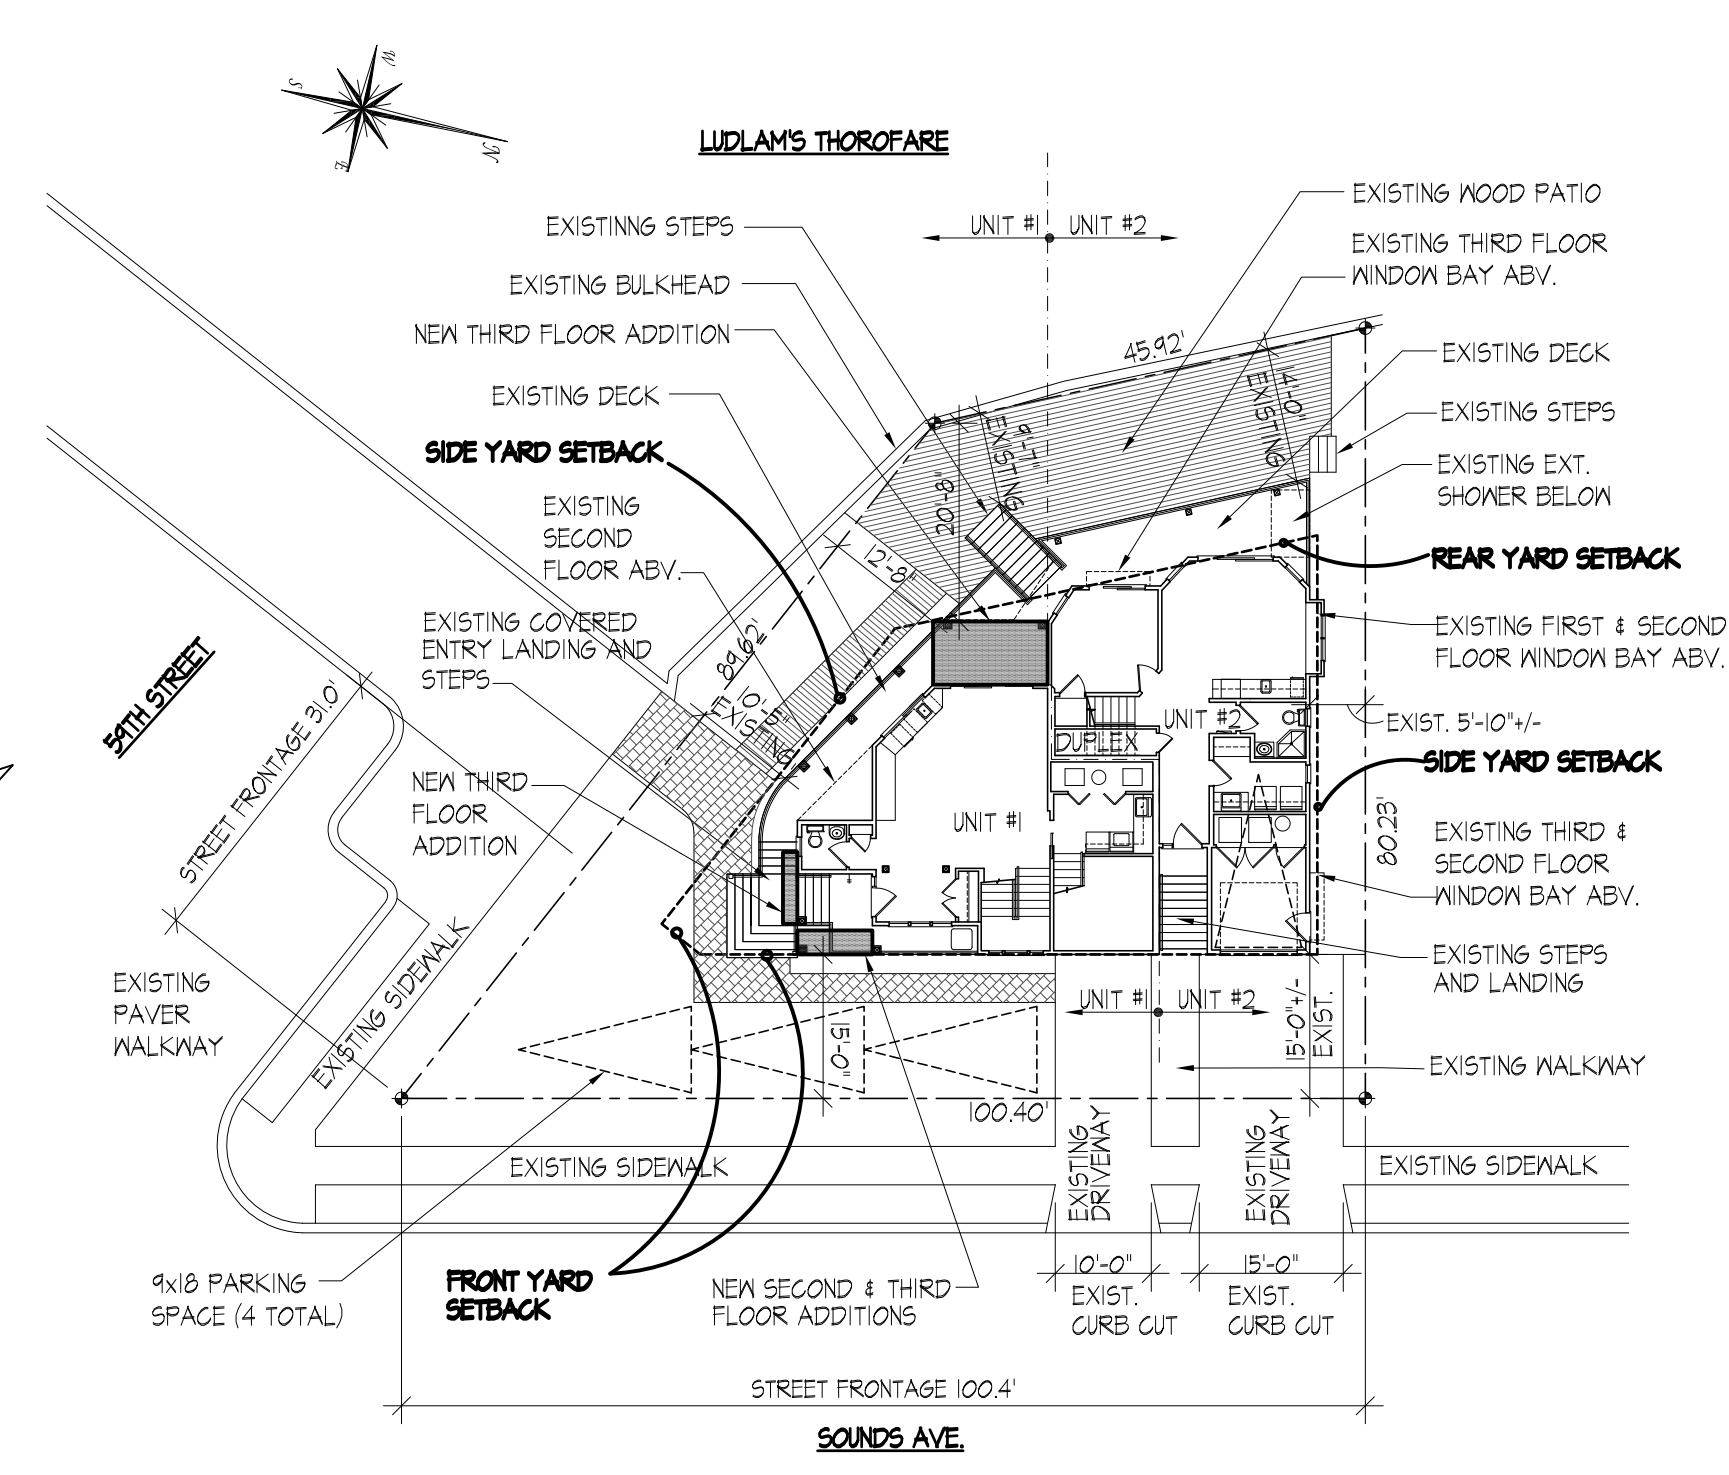 W
S
N
E
LUDLAM'S THOROFARE
UNIT #1
UNIT #2
EXISTINNG STEPS
EXISTING BULKHEAD
NEW THIRD FLOOR ADDITION
EXISTING DECK
SIDE YARD SETBACK
EXISTING
SECOND
FLOOR ABV.
EXISTING COVERED
ENTRY LANDING AND
STEPS
NEW THIRD
FLOOR
ADDITION
EXISTING WOOD PATIO
EXISTING THIRD FLOOR
WINDOW BAY ABV.
EXISTING DECK
EXISTING STEPS
EXISTING EXT.
SHOWER BELOW
REAR YARD SETBACK
EXISTING FIRST & SECOND
FLOOR WINDOW BAY ABV.
EXIST. 5'-10"+/-
SIDE YARD SETBACK
80.23'
EXISTING THIRD &
SECOND FLOOR
WINDOW BAY ABV.
EXISTING STEPS
AND LANDING
EXISTING WALKWAY
45.92'
14'-0"
EXISTING
9'-7"
EXISTING
20'-8"
12'-8"
89.62'
10'-5"
EXISTING
59TH STREET
STREET FRONTAGE 31.0'
UNIT #2
DUPLEX
UNIT #1
EXISTING
PAVER
WALKWAY
EXISTING SIDEWALK
UNIT #1
UNIT #2
15'-0"
15'-0"+/-
EXIST.
100.40'
EXISTING SIDEWALK
EXISTING
DRIVEWAY
EXISTING
DRIVEWAY
EXISTING SIDEWALK
9x18 PARKING
SPACE (4 TOTAL)
FRONT YARD
SETBACK
NEW SECOND & THIRD
FLOOR ADDITIONS
10'-0"
EXIST.
CURB CUT
15'-0"
EXIST.
CURB CUT
STREET FRONTAGE 100.4'
SOUNDS AVE.